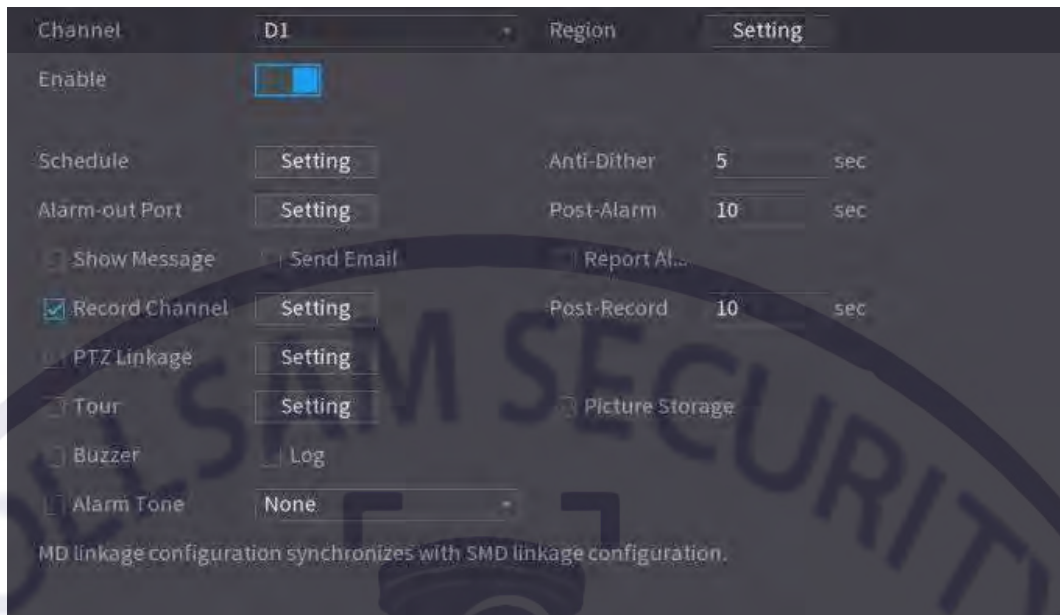 Channel D1 Region Setting
Enable
Schedule Setting Anti-Dither 5 sec
Alarm-out Port Setting Post-Alarm 10 sec
Show Message Send Email Report Al...
Record Channel Setting Post-Record 10 sec
PTZ Linkage Setting
Tour Setting Picture Storage
Buzzer Log
Alarm Tone None
MD linkage configuration synchronizes with SMD linkage configuration.
OLLSAM SECURITY